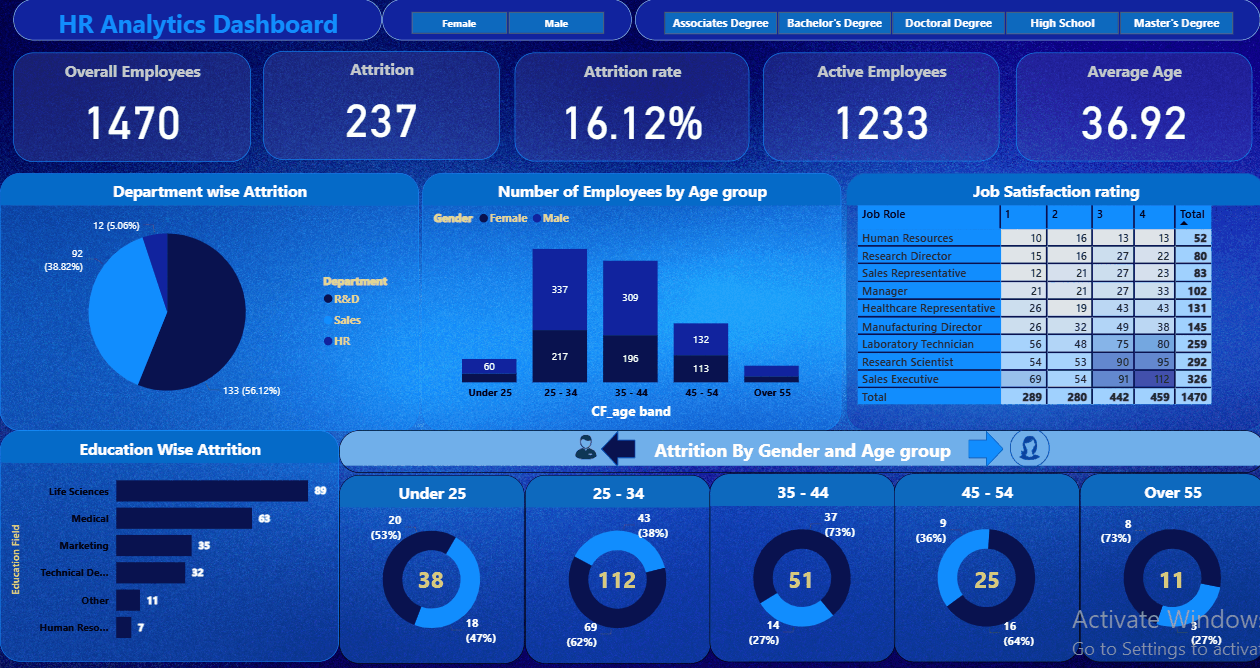 HR Analytics Dashboard
Female Male
Associates Degree Bachelor's Degree Doctoral Degree High School Master's Degree
Overall Employees
1470
Attrition
237
Attrition rate
16.12%
Active Employees
1233
Average Age
36.92
Department wise Attrition
12 (5.06%)
92
(38.82%)
133 (56.12%)
Department
R&D
Sales
HR
Number of Employees by Age group
Gender Female Male
337
309
60
132
217
196
113
Under 25 25 - 34 35 - 44 45 - 54 Over 55
CF_age band
Job Satisfaction rating
Job Role 1 2 3 4 Total
Human Resources 10 16 13 13 52
Research Director 15 16 27 22 80
Sales Representative 12 21 27 23 83
Manager 21 21 27 33 102
Healthcare Representative 26 19 43 43 131
Manufacturing Director 26 32 49 38 145
Laboratory Technician 56 48 75 80 259
Research Scientist 54 53 90 95 292
Sales Executive 69 54 91 112 326
Total 289 280 442 459 1470
Education Wise Attrition
Education Field
Life Sciences 89
Medical 63
Marketing 35
Technical De... 32
Other 11
Human Reso... 7
Attrition By Gender and Age group
Under 25
20
(53%)
38
18
(47%)
25 - 34
43
(38%)
112
69
(62%)
35 - 44
37
(73%)
51
14
(27%)
45 - 54
9
(36%)
25
16
(64%)
Over 55
8
(73%)
11
3
(27%)
Activate Windows
Go to Settings to activa